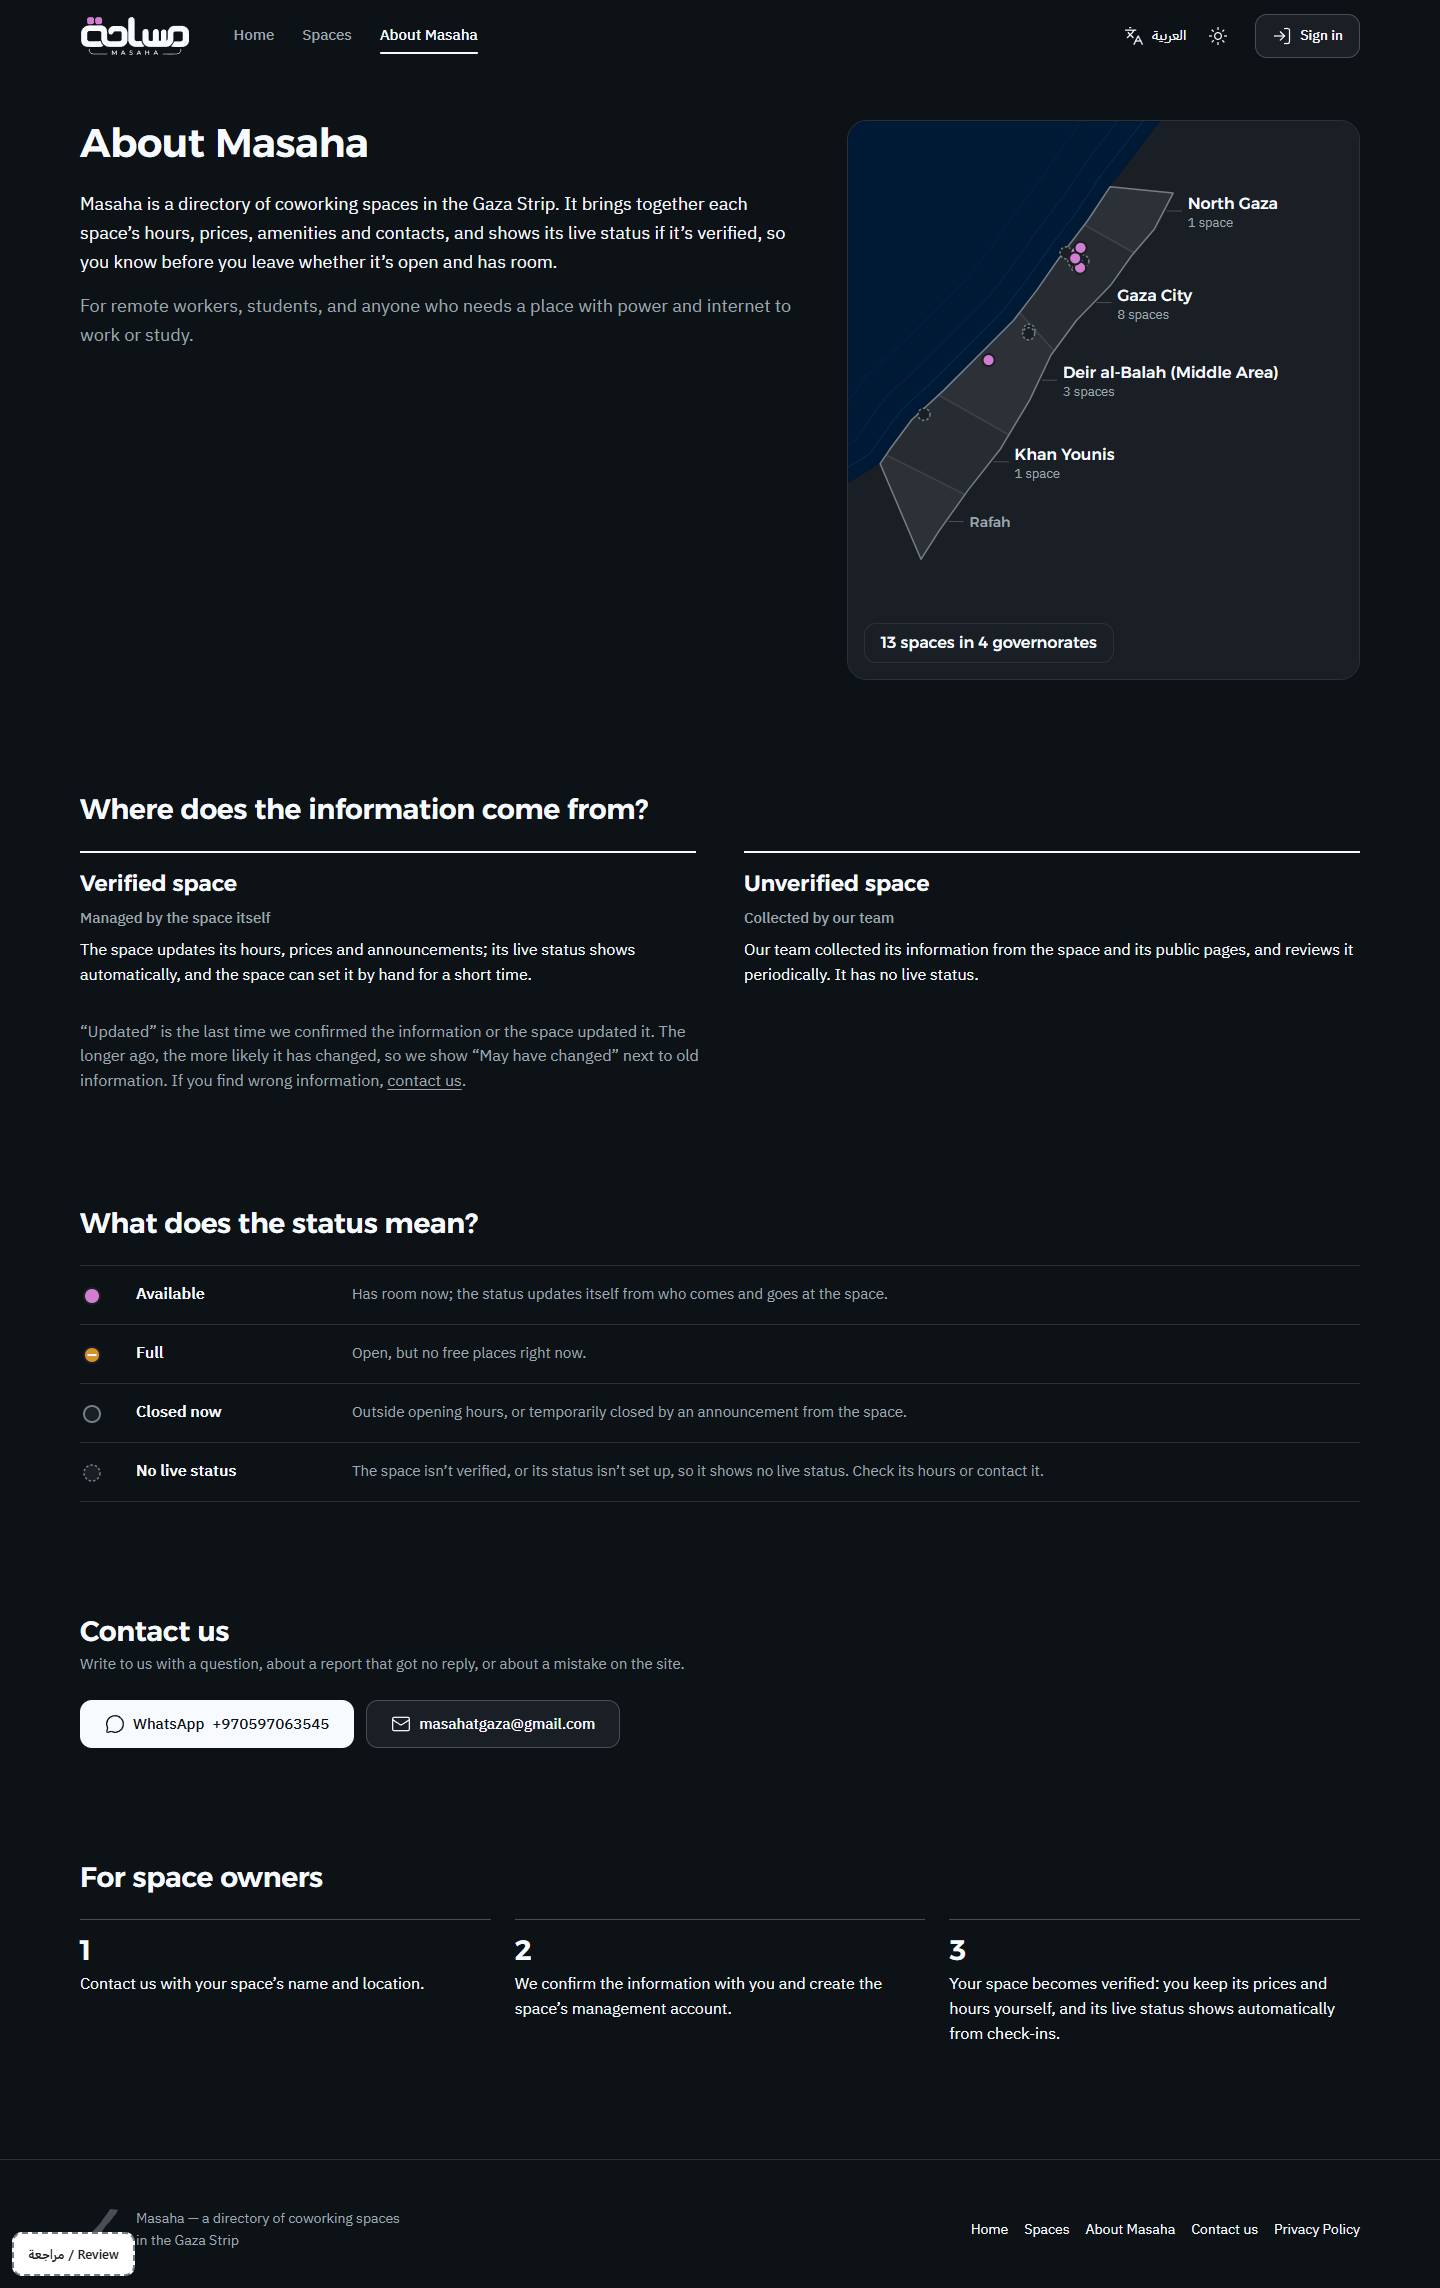 مساحة
MASAHA
Home
Spaces
About Masaha
العربية
Sign in
About Masaha
Masaha is a directory of coworking spaces in the Gaza Strip. It brings together each
space’s hours, prices, amenities and contacts, and shows its live status if it’s verified, so
you know before you leave whether it’s open and has room.
For remote workers, students, and anyone who needs a place with power and internet to
work or study.
North Gaza
1 space
Gaza City
8 spaces
Deir al-Balah (Middle Area)
3 spaces
Khan Younis
1 space
Rafah
13 spaces in 4 governorates
Where does the information come from?
Verified space
Managed by the space itself
The space updates its hours, prices and announcements; its live status shows
automatically, and the space can set it by hand for a short time.
Unverified space
Collected by our team
Our team collected its information from the space and its public pages, and reviews it
periodically. It has no live status.
“Updated” is the last time we confirmed the information or the space updated it. The
longer ago, the more likely it has changed, so we show “May have changed” next to old
information. If you find wrong information, contact us.
What does the status mean?
Available
Has room now; the status updates itself from who comes and goes at the space.
Full
Open, but no free places right now.
Closed now
Outside opening hours, or temporarily closed by an announcement from the space.
No live status
The space isn’t verified, or its status isn’t set up, so it shows no live status. Check its hours or contact it.
Contact us
Write to us with a question, about a report that got no reply, or about a mistake on the site.
WhatsApp +970597063545
masahatgaza@gmail.com
For space owners
1
Contact us with your space’s name and location.
2
We confirm the information with you and create the
space’s management account.
3
Your space becomes verified: you keep its prices and
hours yourself, and its live status shows automatically
from check-ins.
Masaha — a directory of coworking spaces
in the Gaza Strip
Home
Spaces
About Masaha
Contact us
Privacy Policy
مراجعة / Review